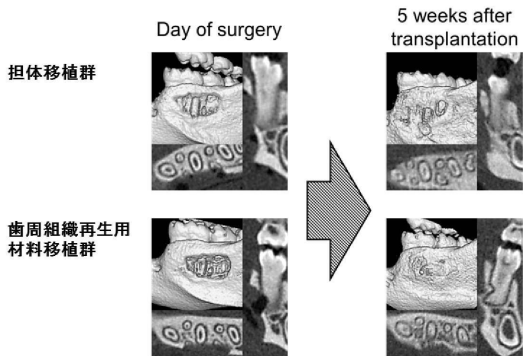 Day of surgery
5 weeks after
transplantation
担体移植群
歯周組織再生用
材料移植群